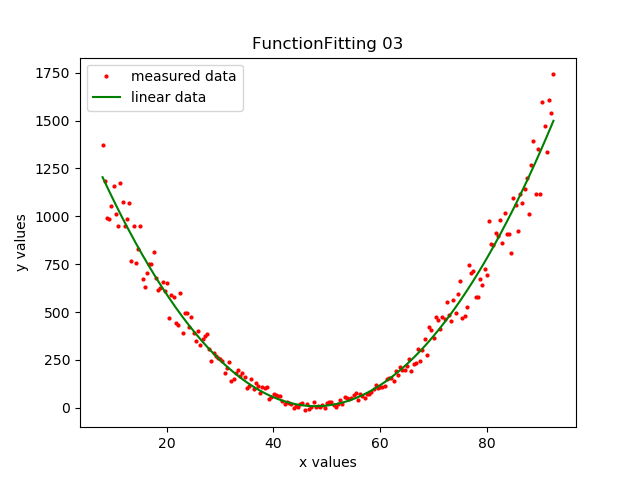 FunctionFitting 03
measured data
linear data
1750
1500
1250
1000
750
500
250
0
y values
20 40 60 80
x values